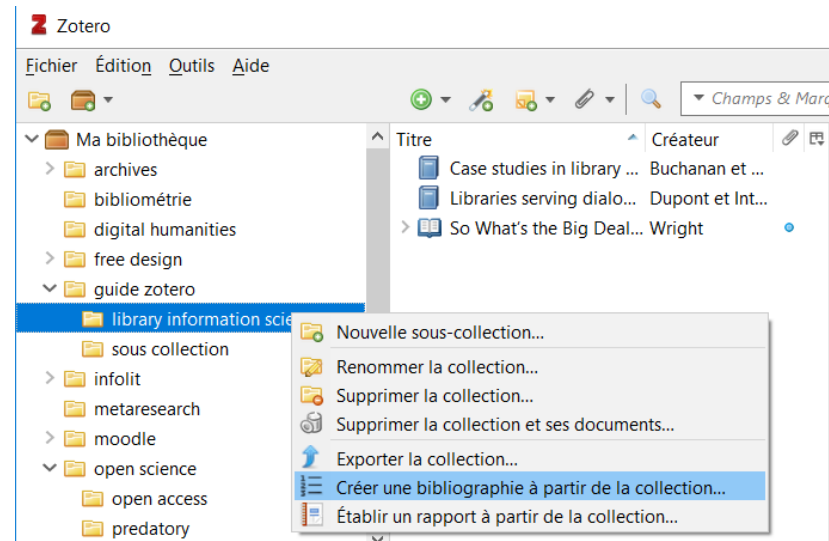 Zotero
Fichier Édition Outils Aide
Champs & Marq
Ma bibliothèque
archives
bibliométrie
digital humanities
free design
guide zotero
library information scie
sous collection
infolit
metaresearch
moodle
open science
open access
predatory
Titre Créateur
Case studies in library ... Buchanan et ...
Libraries serving dialo... Dupont et Int...
So What's the Big Deal... Wright
Nouvelle sous-collection...
Renommer la collection...
Supprimer la collection...
Supprimer la collection et ses documents...
Exporter la collection...
Créer une bibliographie à partir de la collection...
Établir un rapport à partir de la collection...